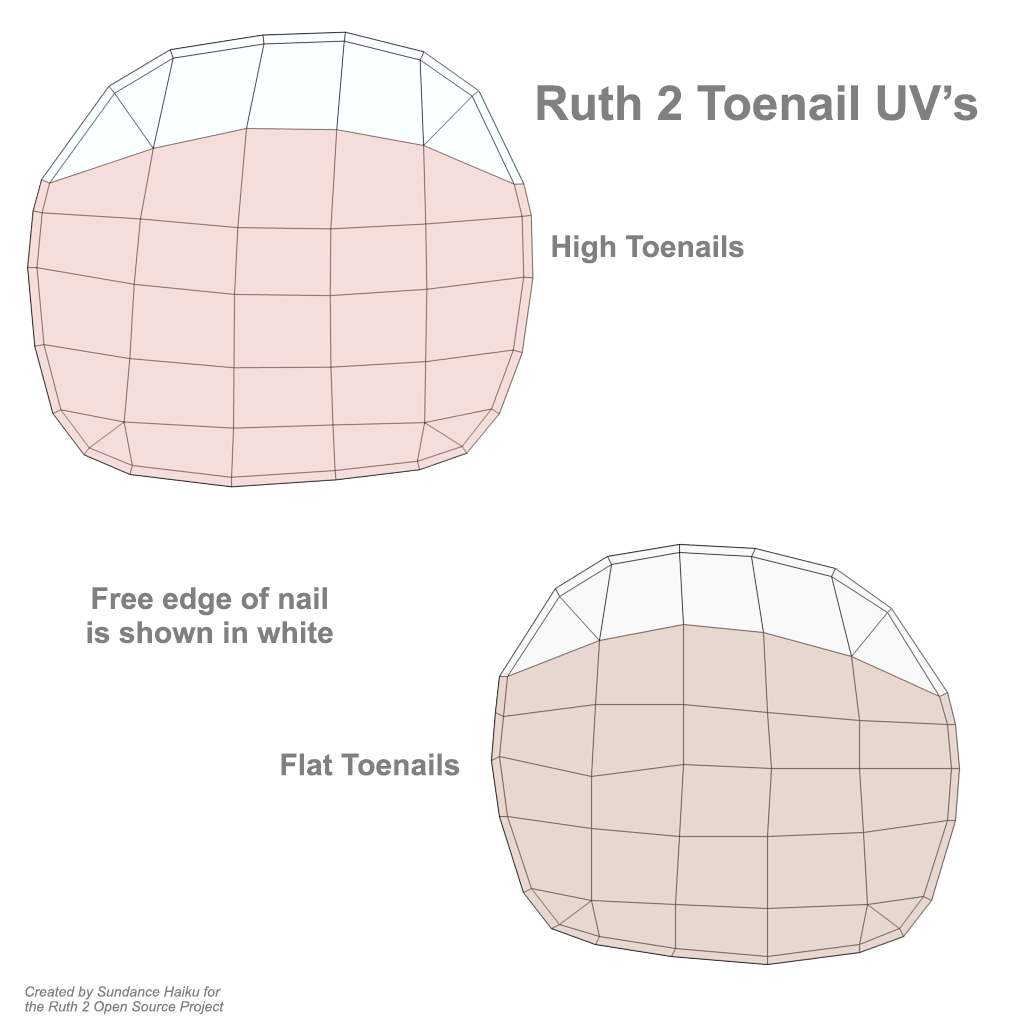 Ruth 2 Toenail UV’s
High Toenails
Free edge of nail
is shown in white
Flat Toenails
Created by Sundance Haiku for
the Ruth 2 Open Source Project